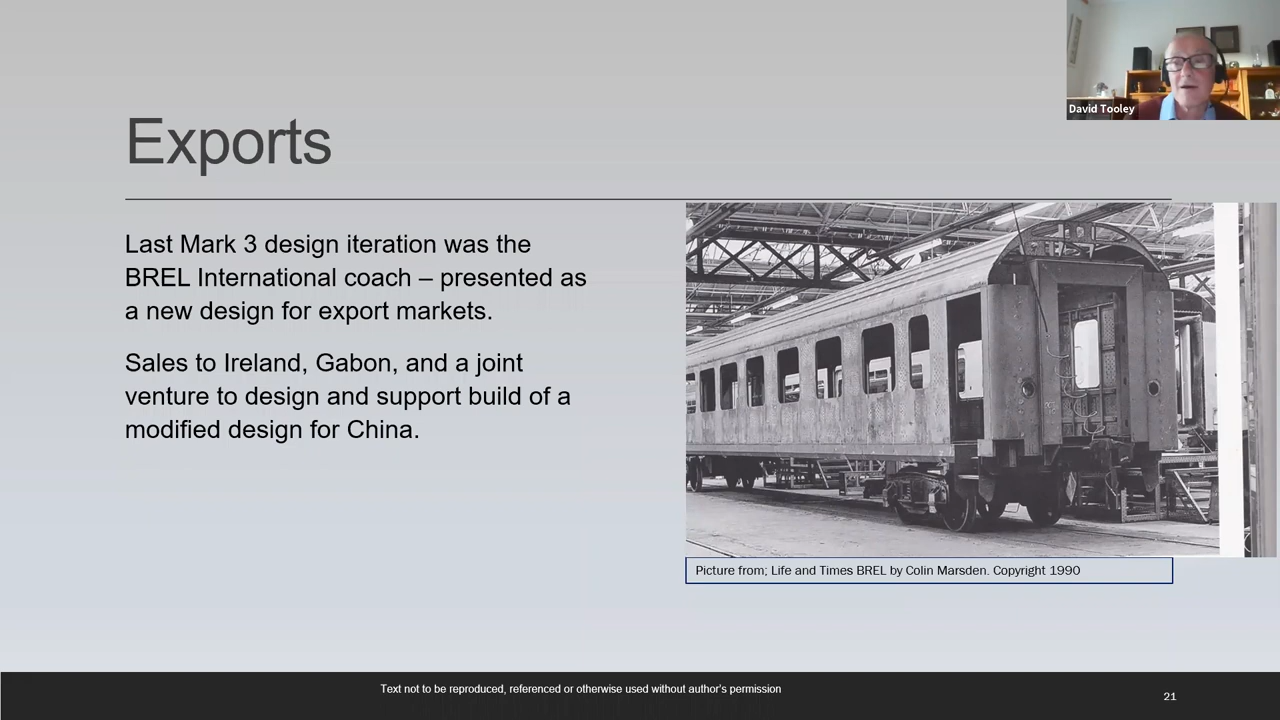 David Tooley
Exports
Last Mark 3 design iteration was the
BREL International coach – presented as
a new design for export markets.
Sales to Ireland, Gabon, and a joint
venture to design and support build of a
modified design for China.
Picture from; Life and Times BREL by Colin Marsden. Copyright 1990
Text not to be reproduced, referenced or otherwise used without author's permission
21